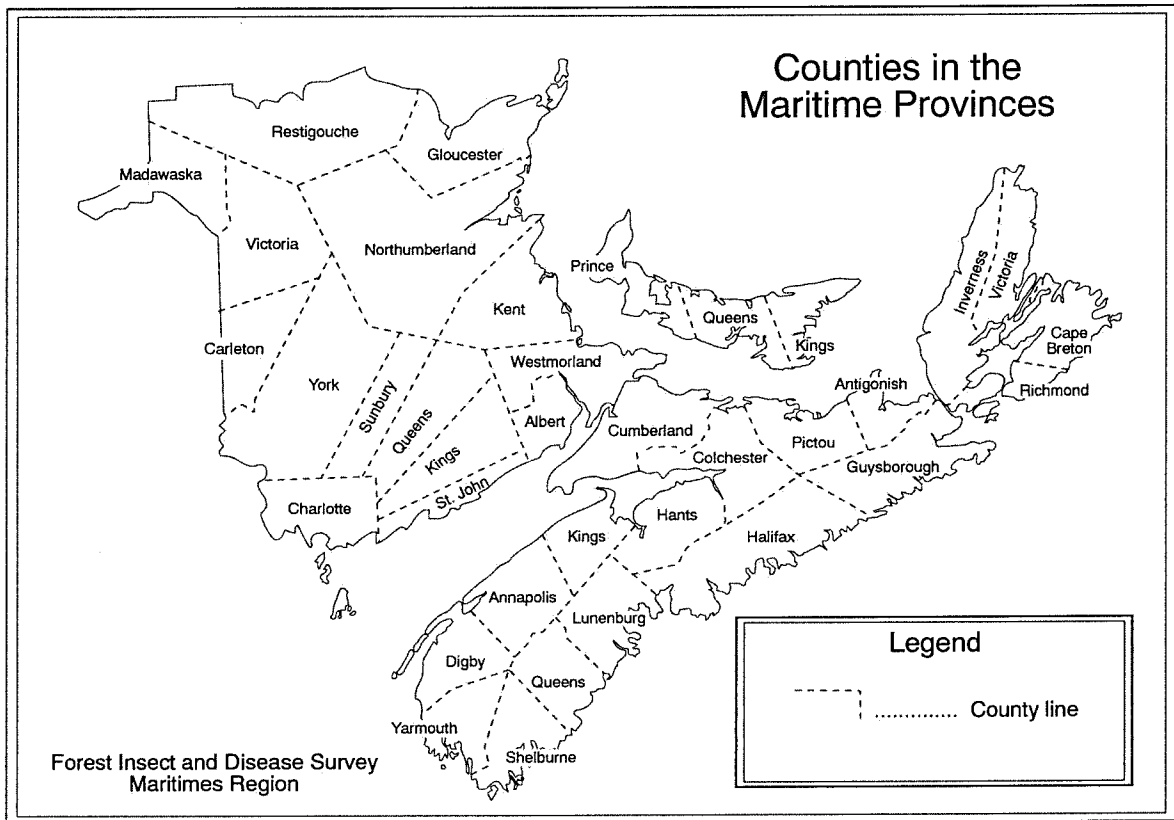 Counties in the
Maritime Provinces
Restigouche
Gloucester
Madawaska
Victoria
Northumberland
Prince
Queens
Kings
Inverness
Victoria
Kent
Carleton
Westmorland
Cape
Breton
York
Sunbury
Queens
Kings
Albert
Antigonish
Richmond
Cumberland
Colchester
Pictou
Guysborough
St. John
Charlotte
Hants
Kings
Halifax
Annapolis
Lunenburg
Digby
Queens
Yarmouth
Shelburne
Legend
County line
Forest Insect and Disease Survey
Maritimes Region